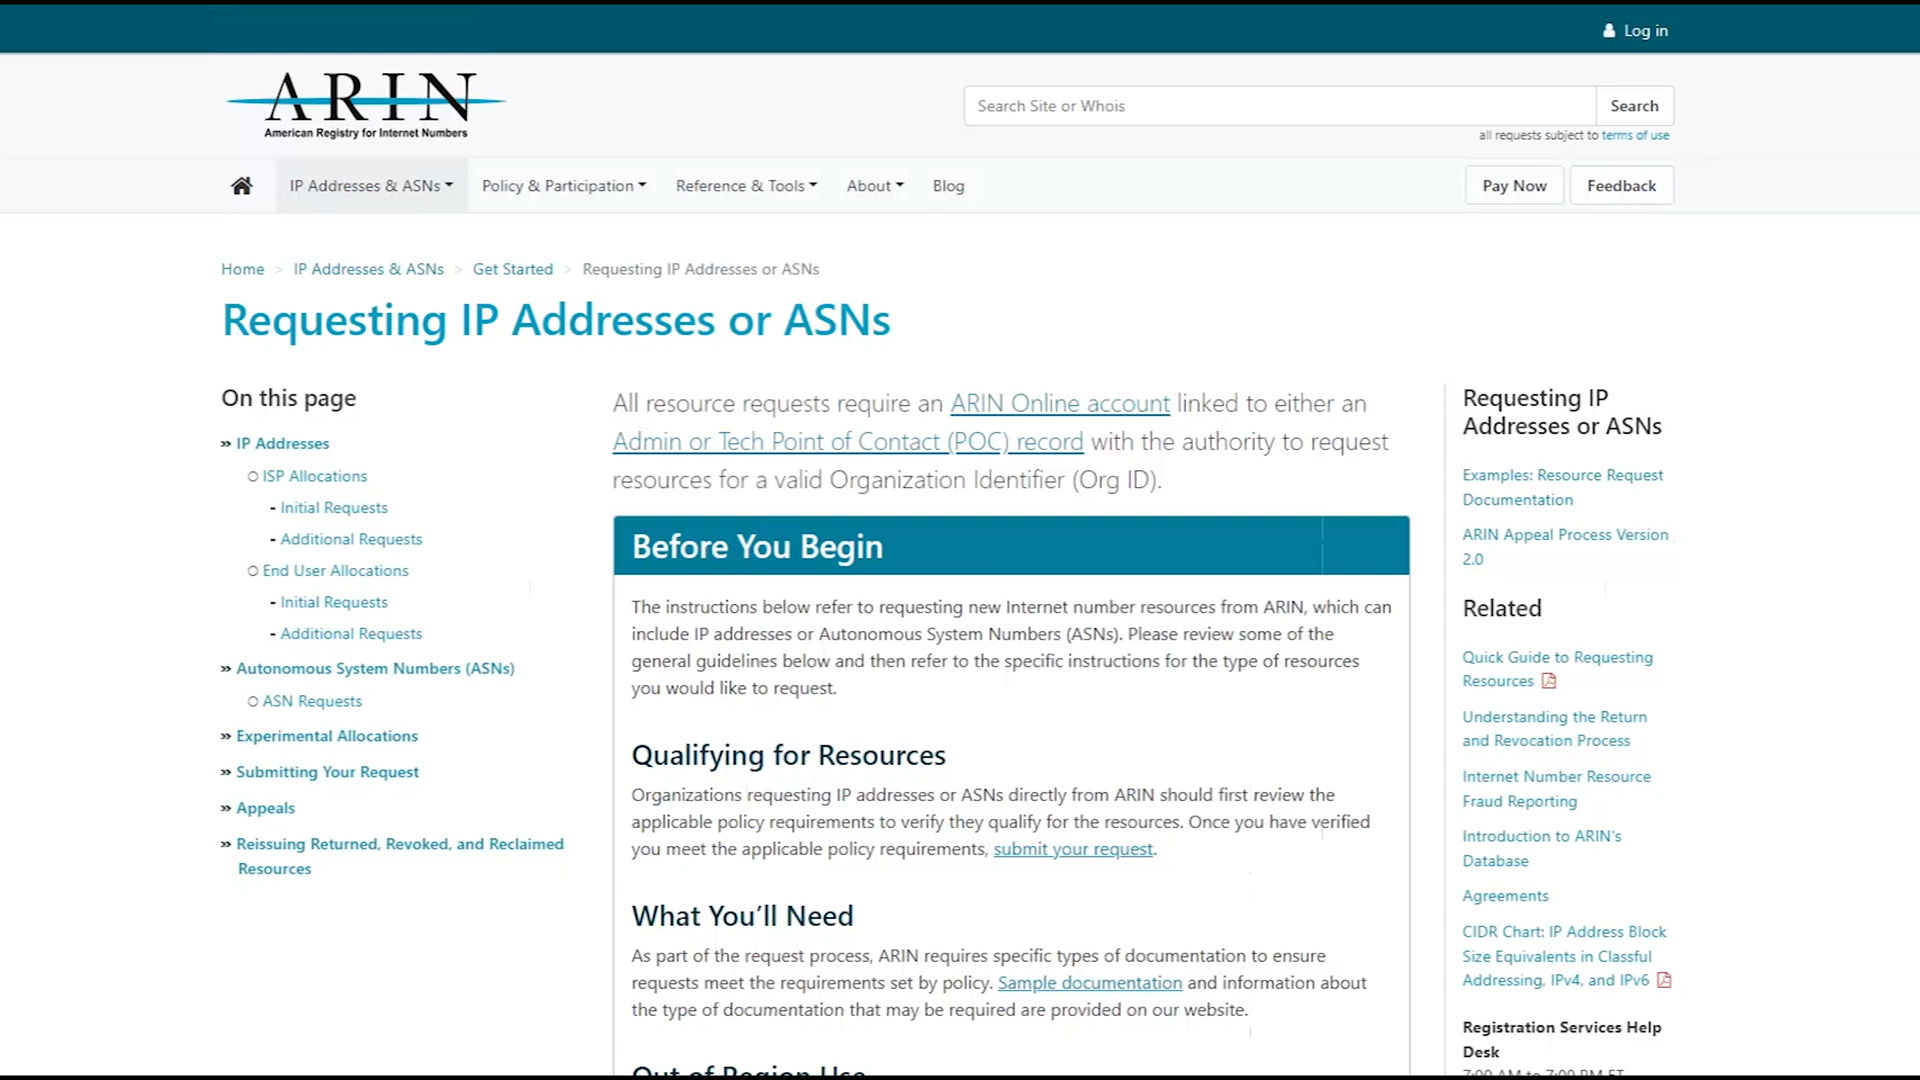 Log in
ARIN
American Registry for Internet Numbers
Search Site or Whois
Search
all requests subject to terms of use
IP Addresses & ASNs
Policy & Participation
Reference & Tools
About
Blog
Pay Now
Feedback
Home > IP Addresses & ASNs > Get Started > Requesting IP Addresses or ASNs
Requesting IP Addresses or ASNs
On this page
» IP Addresses
ISP Allocations
- Initial Requests
- Additional Requests
End User Allocations
- Initial Requests
- Additional Requests
» Autonomous System Numbers (ASNs)
ASN Requests
» Experimental Allocations
» Submitting Your Request
» Appeals
» Reissuing Returned, Revoked, and Reclaimed
Resources
All resource requests require an ARIN Online account linked to either an
Admin or Tech Point of Contact (POC) record with the authority to request
resources for a valid Organization Identifier (Org ID).
Before You Begin
The instructions below refer to requesting new Internet number resources from ARIN, which can
include IP addresses or Autonomous System Numbers (ASNs). Please review some of the
general guidelines below and then refer to the specific instructions for the type of resources
you would like to request.
Qualifying for Resources
Organizations requesting IP addresses or ASNs directly from ARIN should first review the
applicable policy requirements to verify they qualify for the resources. Once you have verified
you meet the applicable policy requirements, submit your request.
What You’ll Need
As part of the request process, ARIN requires specific types of documentation to ensure
requests meet the requirements set by policy. Sample documentation and information about
the type of documentation that may be required are provided on our website.
Out of Region Use
Requesting IP
Addresses or ASNs
Examples: Resource Request
Documentation
ARIN Appeal Process Version
2.0
Related
Quick Guide to Requesting
Resources
Understanding the Return
and Revocation Process
Internet Number Resource
Fraud Reporting
Introduction to ARIN's
Database
Agreements
CIDR Chart: IP Address Block
Size Equivalents in Classful
Addressing, IPv4, and IPv6
Registration Services Help
Desk
7:00 AM to 7:00 PM ET